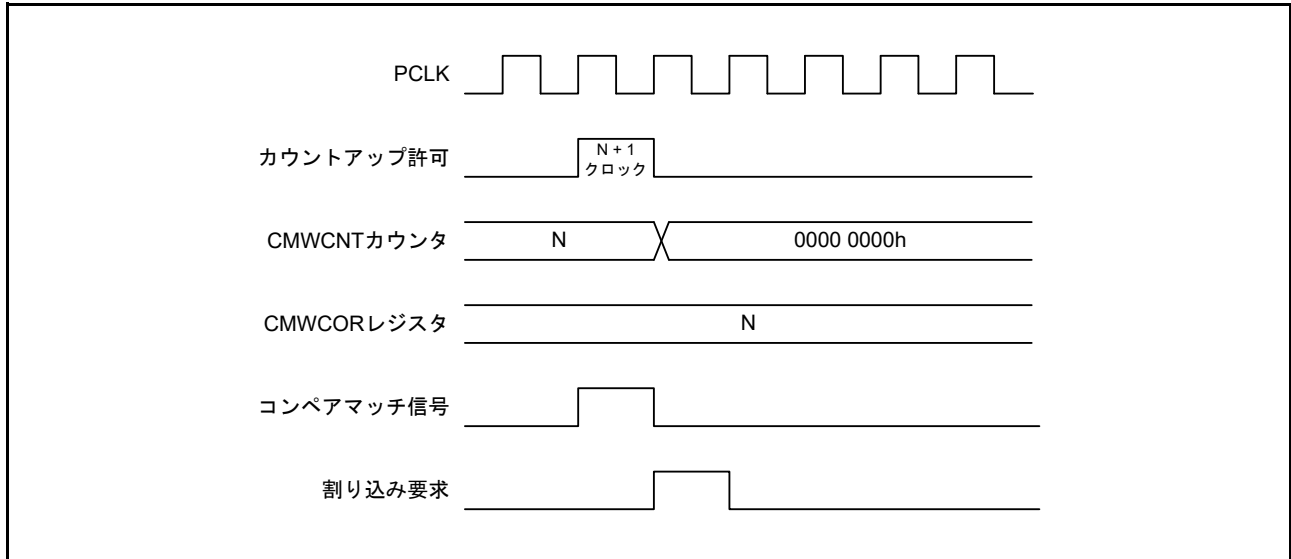 PCLK
カウントアップ許可
N + 1
クロック
CMWCNTカウンタ
N
0000 0000h
CMWCORレジスタ
N
コンペアマッチ信号
割り込み要求